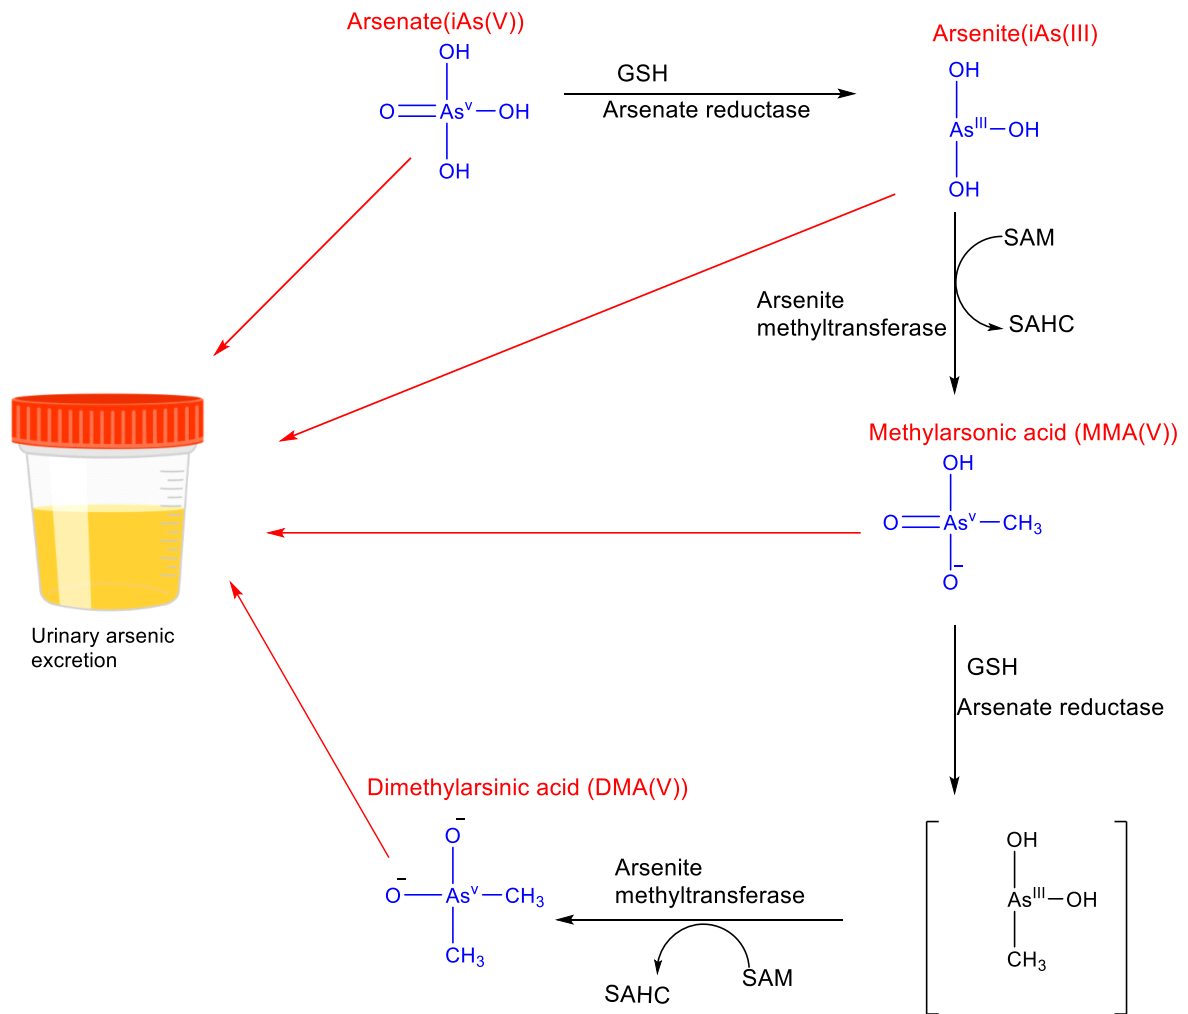 Arsenate(iAs(V))
OH
O
As^v
OH
OH
GSH
Arsenate reductase
Arsenite(iAs(III)
OH
As^III
OH
OH
SAM
Arsenite
methyltransferase
SAHC
Methylarsonic acid (MMA(V))
OH
O
As^v
CH₃
O⁻
Urinary arsenic
excretion
GSH
Arsenate reductase
OH
As^III
OH
CH₃
Arsenite
methyltransferase
SAM
SAHC
Dimethylarsinic acid (DMA(V))
O⁻
O⁻
As^v
CH₃
CH₃